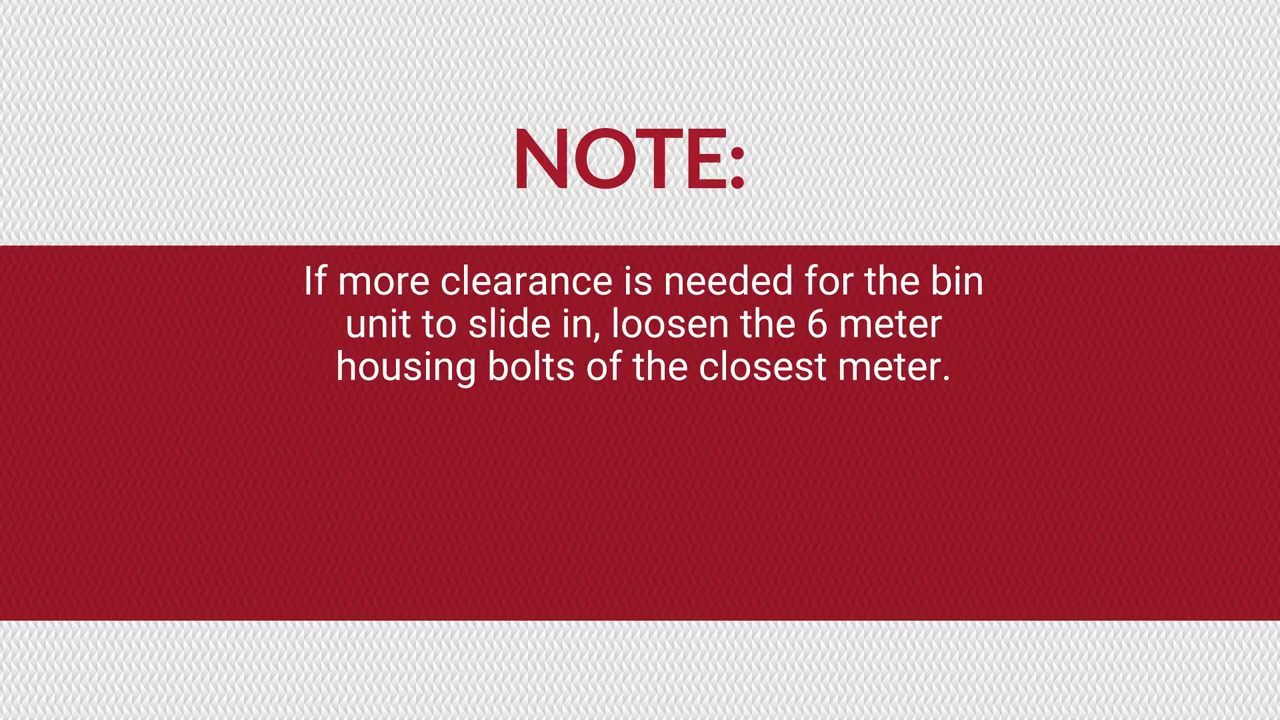 NOTE:
If more clearance is needed for the bin
unit to slide in, loosen the 6 meter
housing bolts of the closest meter.